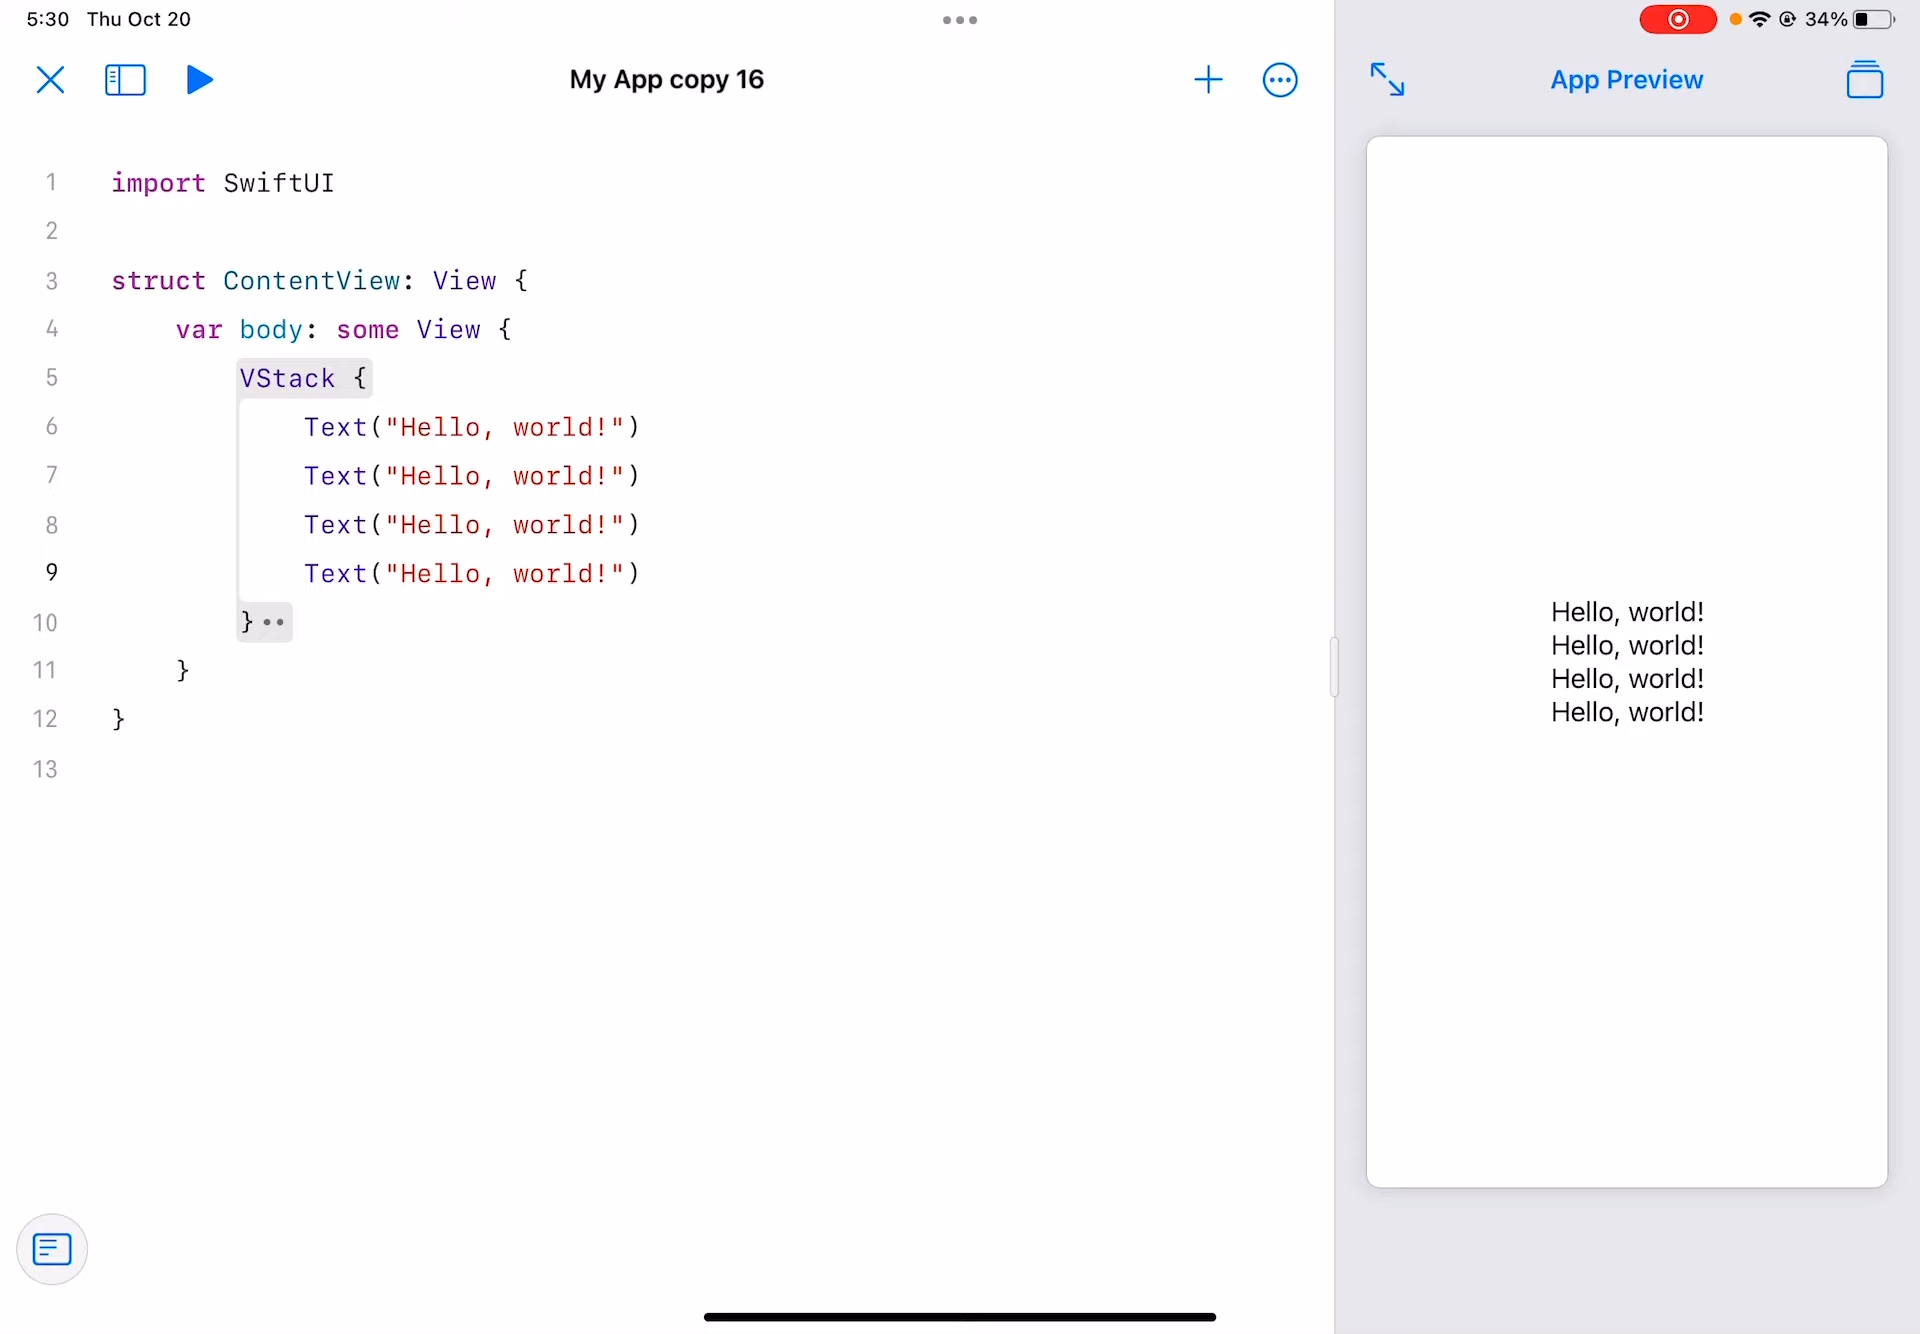 5:30 Thu Oct 20
34%
My App copy 16
App Preview
1 import SwiftUI
2
3 struct ContentView: View {
4 var body: some View {
5 VStack {
6 Text("Hello, world!")
7 Text("Hello, world!")
8 Text("Hello, world!")
9 Text("Hello, world!")
10 }
11 }
12 }
13
Hello, world!
Hello, world!
Hello, world!
Hello, world!